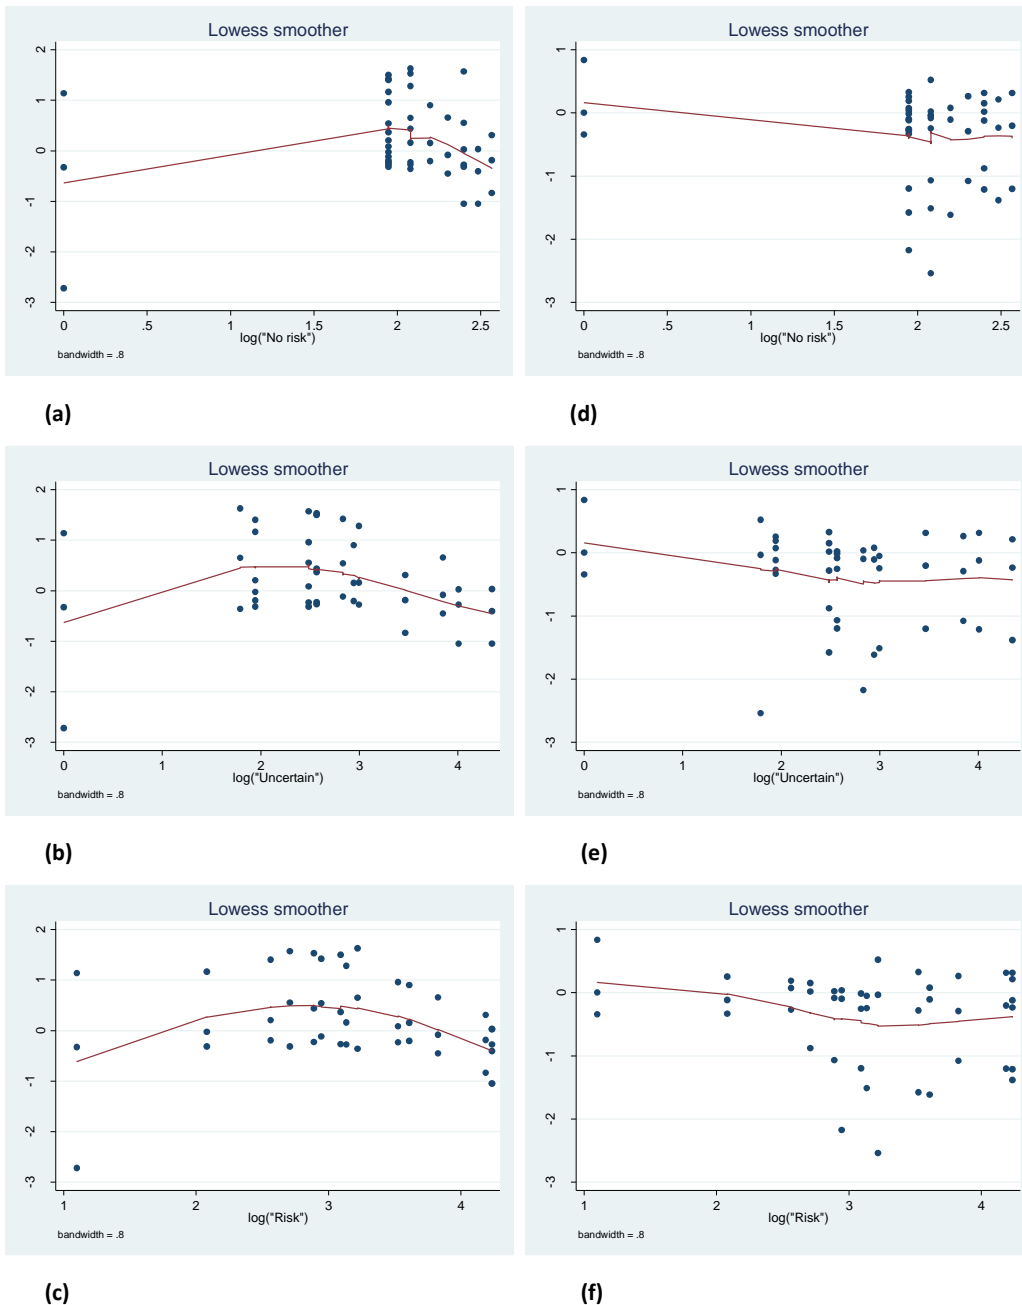 Lowess smoother
2
1
0
-1
-2
-3
0
.5
1
1.5
2
2.5
log("No risk")
bandwidth = .8
(a)
Lowess smoother
1
0
-1
-2
-3
0
.5
1
1.5
2
2.5
log("No risk")
bandwidth = .8
(d)
Lowess smoother
2
1
0
-1
-2
-3
0
1
2
3
4
log("Uncertain")
bandwidth = .8
(b)
Lowess smoother
1
0
-1
-2
-3
0
1
2
3
4
log("Uncertain")
bandwidth = .8
(e)
Lowess smoother
2
1
0
-1
-2
-3
1
2
3
4
log("Risk")
bandwidth = .8
(c)
Lowess smoother
1
0
-1
-2
-3
1
2
3
4
log("Risk")
bandwidth = .8
(f)